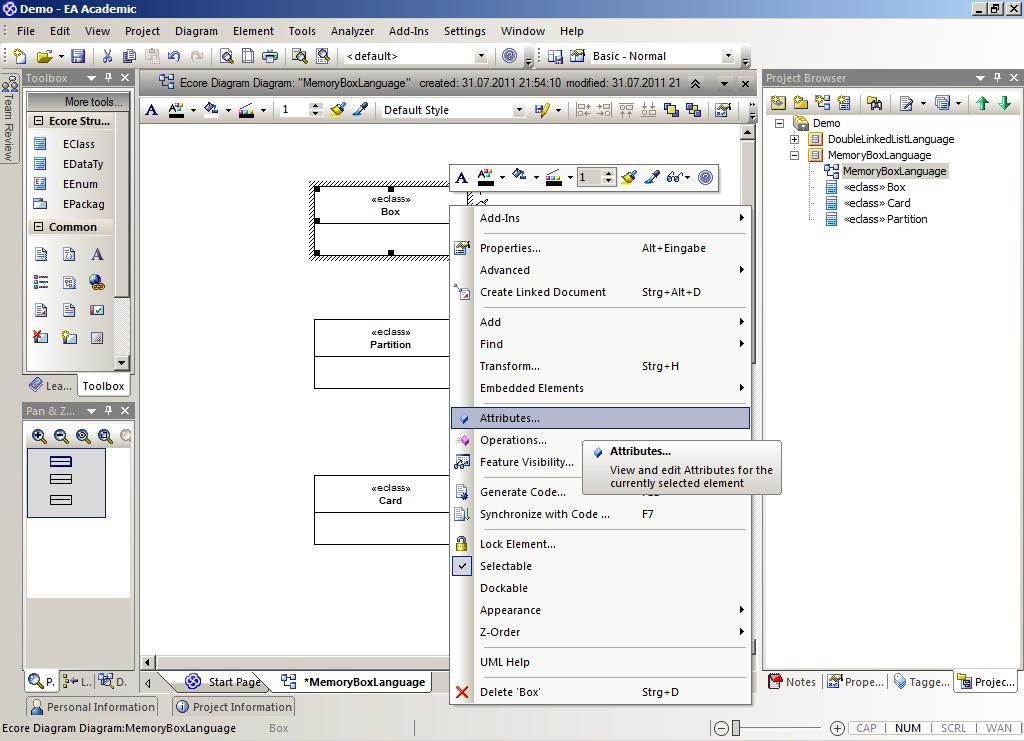 Demo - EA Academic
File Edit View Project Diagram Element Tools Analyzer Add-Ins Settings Window Help
<default> Basic - Normal
Team Review
Toolbox
More tools...
Ecore Stru...
EClass
EDataTy
EEnum
EPackag
Common
Lea... Toolbox
Pan & Z...
P. L.. D.
Ecore Diagram Diagram: "MemoryBoxLanguage" created: 31.07.2011 21:54:10 modified: 31.07.2011 21
1 Default Style
«eclass»
Box
«eclass»
Partition
«eclass»
Card
1
Add-Ins
Properties... Alt+Eingabe
Advanced
Create Linked Document Strg+Alt+D
Add
Find
Transform... Strg+H
Embedded Elements
Attributes...
Operations...
Feature Visibility...
Generate Code...
Synchronize with Code ... F7
Lock Element...
Selectable
Dockable
Appearance
Z-Order
UML Help
Delete 'Box' Strg+D
Attributes...
View and edit Attributes for the
currently selected element
Start Page *MemoryBoxLanguage
Project Browser
Demo
DoubleLinkedListLanguage
MemoryBoxLanguage
MemoryBoxLanguage
«eclass» Box
«eclass» Card
«eclass» Partition
Notes Prope... Tagge... Projec...
Personal Information Project Information
Ecore Diagram Diagram:MemoryBoxLanguage Box CAP NUM SCRL WAN